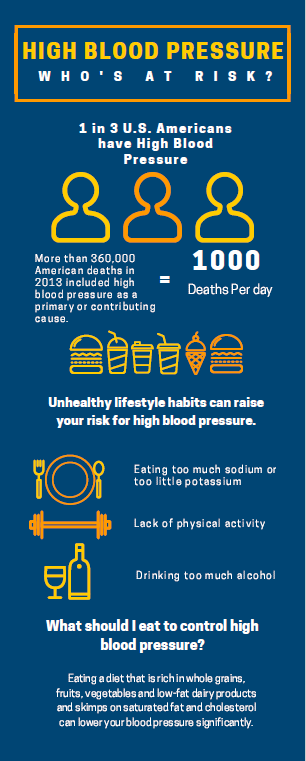 HIGH BLOOD PRESSURE
WHO'S AT RISK?
1 in 3 U.S. Americans
have High Blood
Pressure
More than 360,000
American deaths in
2013 included high
blood pressure as a
primary or contributing
cause.
=
1000
Deaths Per day
Unhealthy lifestyle habits can raise
your risk for high blood pressure.
Eating too much sodium or
too little potassium
Lack of physical activity
Drinking too much alcohol
What should I eat to control high
blood pressure?
Eating a diet that is rich in whole grains,
fruits, vegetables and low-fat dairy products
and skimps on saturated fat and cholesterol
can lower your blood pressure significantly.